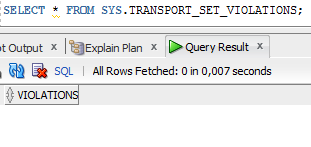 SELECT * FROM SYS.TRANSPORT_SET_VIOLATIONS;
ot Output x Explain Plan x Query Result x
SQL All Rows Fetched: 0 in 0,007 seconds
VIOLATIONS